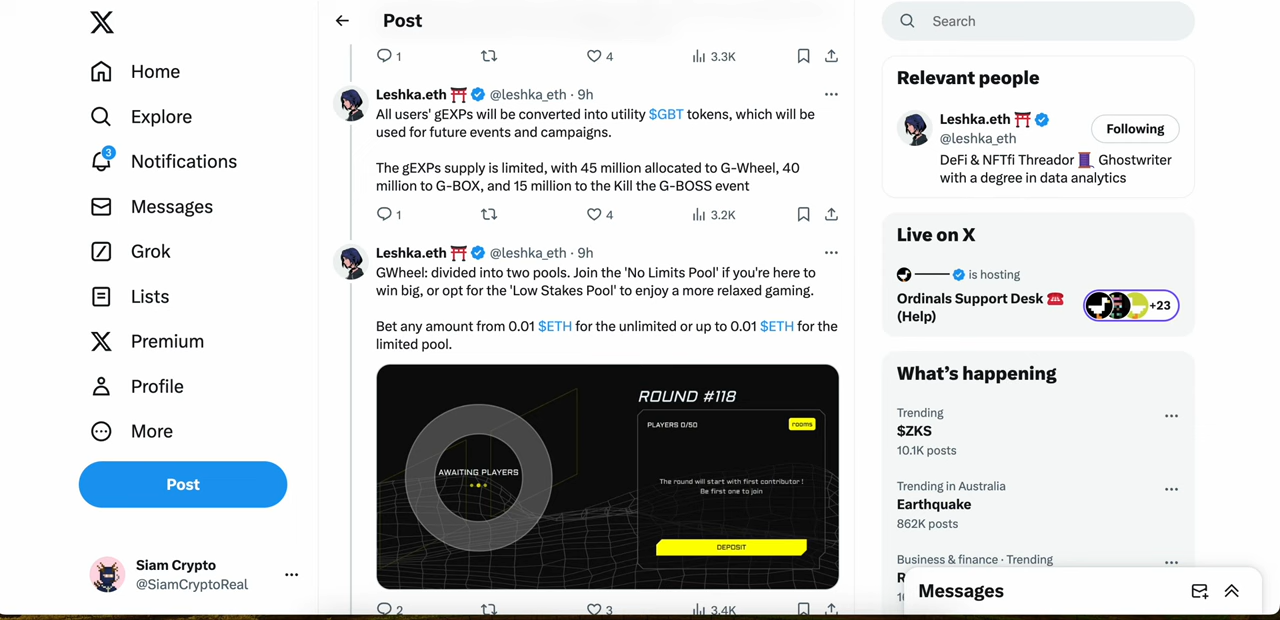 Home
Explore
3
Notifications
Messages
Grok
Lists
Premium
Profile
More
Post
Siam Crypto
@SiamCryptoReal
Post
1
4
3.3K
Leshka.eth @leshka_eth · 9h
All users' gEXPs will be converted into utility $GBT tokens, which will be
used for future events and campaigns.
The gEXPs supply is limited, with 45 million allocated to G-Wheel, 40
million to G-BOX, and 15 million to the Kill the G-BOSS event
1
4
3.2K
Leshka.eth @leshka_eth · 9h
GWheel: divided into two pools. Join the 'No Limits Pool' if you're here to
win big, or opt for the 'Low Stakes Pool' to enjoy a more relaxed gaming.
Bet any amount from 0.01 $ETH for the unlimited or up to 0.01 $ETH for the
limited pool.
AWAITING PLAYERS
ROUND #118
PLAYERS 0/50
rooms
The round will start with first contributor !
Be first one to join
DEPOSIT
2
3
3.4K
Search
Relevant people
Leshka.eth
@leshka_eth
Following
DeFi & NFTfi Threador Ghostwriter
with a degree in data analytics
Live on X
is hosting
Ordinals Support Desk
(Help)
+23
What's happening
Trending
$ZKS
10.1K posts
Trending in Australia
Earthquake
862K posts
Business & finance · Trending
Messages